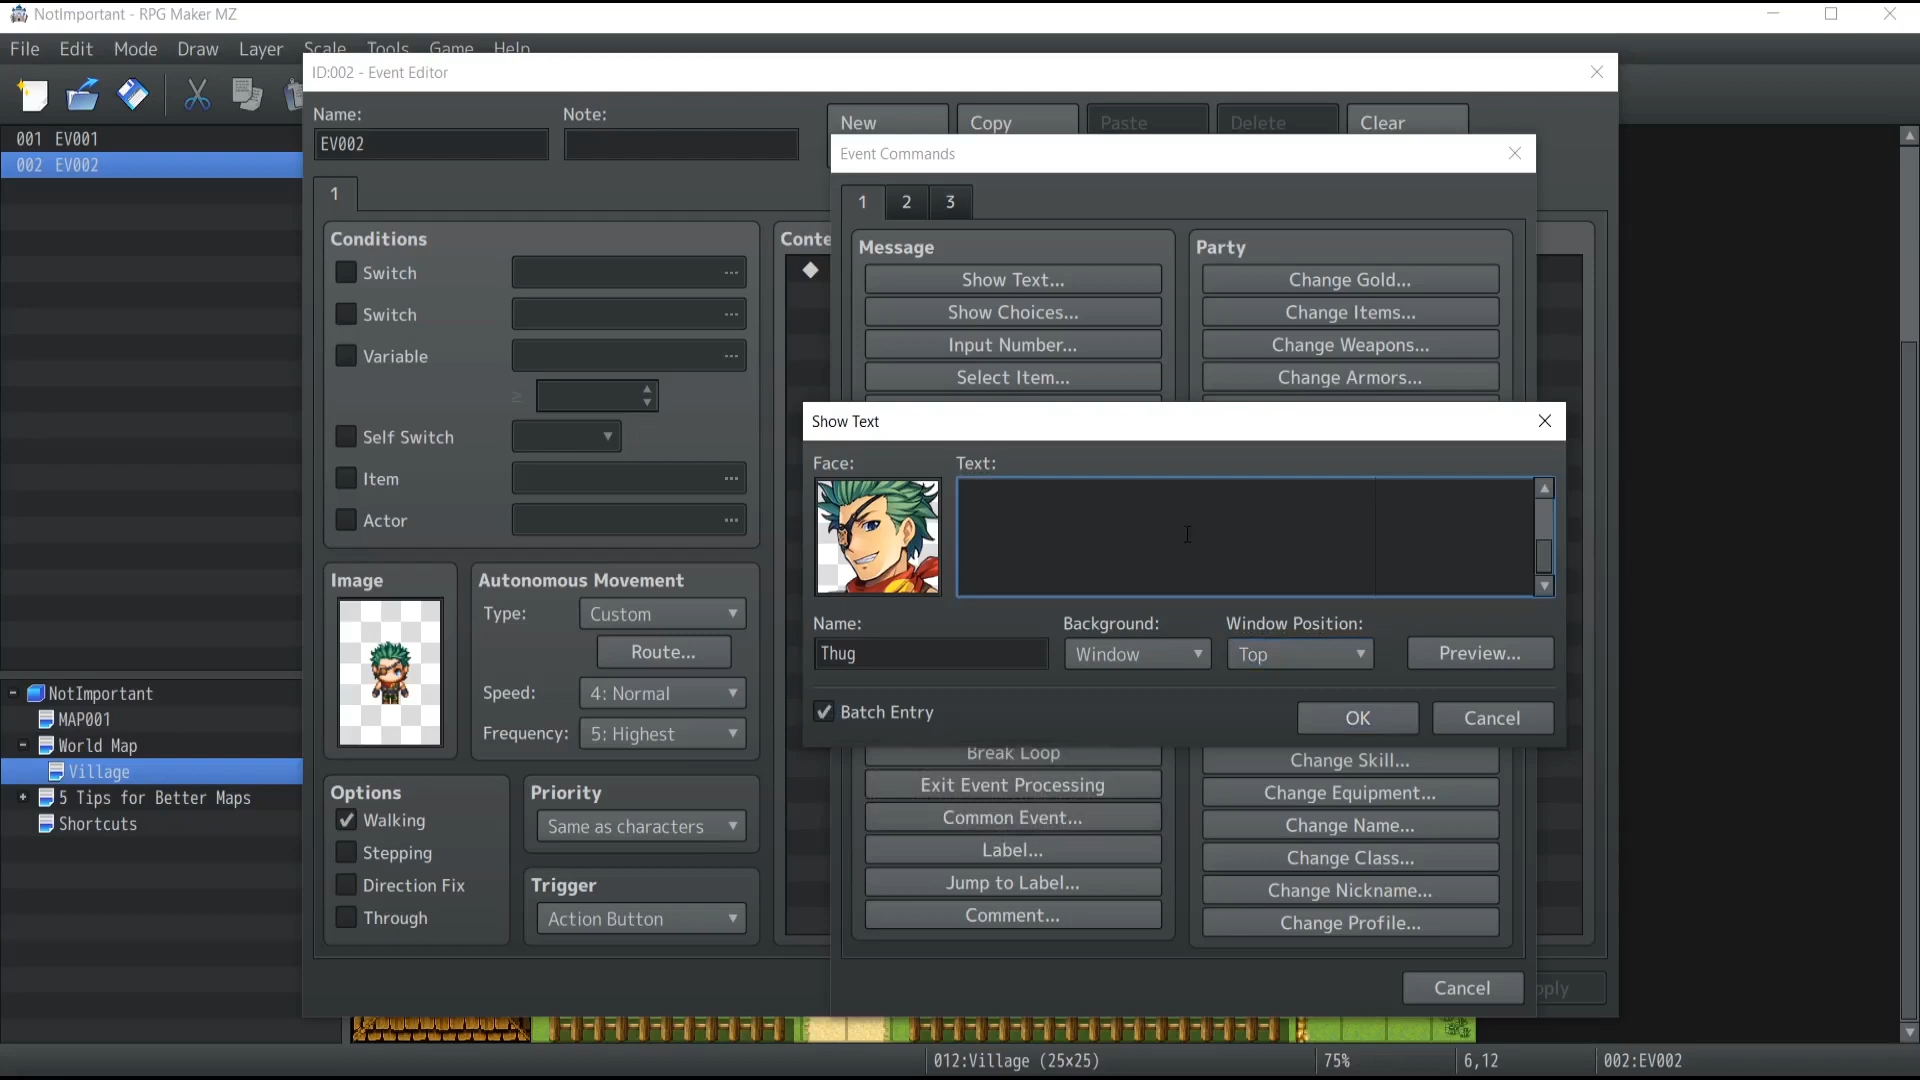 NotImportant - RPG Maker MZ
File Edit Mode Draw Layer Scale Tools Game Help
ID:002 - Event Editor
Name:
Note:
EV002
New
Copy
Paste
Delete
Clear
001 EV001
002 EV002
Event Commands
1
1 2 3
Conditions
Switch
Switch
Variable
≥
Self Switch
Item
Actor
Conte
Message
Show Text...
Show Choices...
Input Number...
Select Item...
Party
Change Gold...
Change Items...
Change Weapons...
Change Armors...
Show Text
Face:
Text:
Name:
Thug
Background:
Window
Window Position:
Top
Preview...
Batch Entry
OK
Cancel
Image
Autonomous Movement
Type:
Custom
Route...
Speed:
4: Normal
Frequency:
5: Highest
Options
Walking
Stepping
Direction Fix
Through
Priority
Same as characters
Trigger
Action Button
Break Loop
Exit Event Processing
Common Event...
Label...
Jump to Label...
Comment...
Change Skill...
Change Equipment...
Change Name...
Change Class...
Change Nickname...
Change Profile...
Cancel
pply
NotImportant
MAP001
World Map
Village
5 Tips for Better Maps
Shortcuts
012:Village (25x25)
75%
6,12
002:EV002